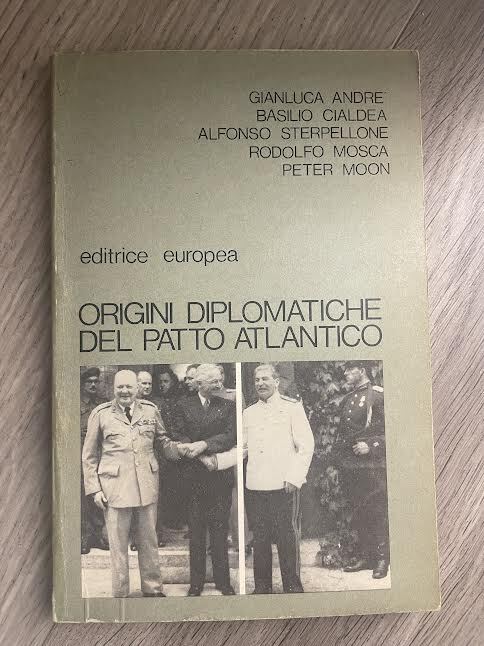 GIANLUCA ANDRE'
BASILIO CIALDEA
ALFONSO STERPELLONE
RODOLFO MOSCA
PETER MOON
editrice europea
ORIGINI DIPLOMATICHE
DEL PATTO ATLANTICO